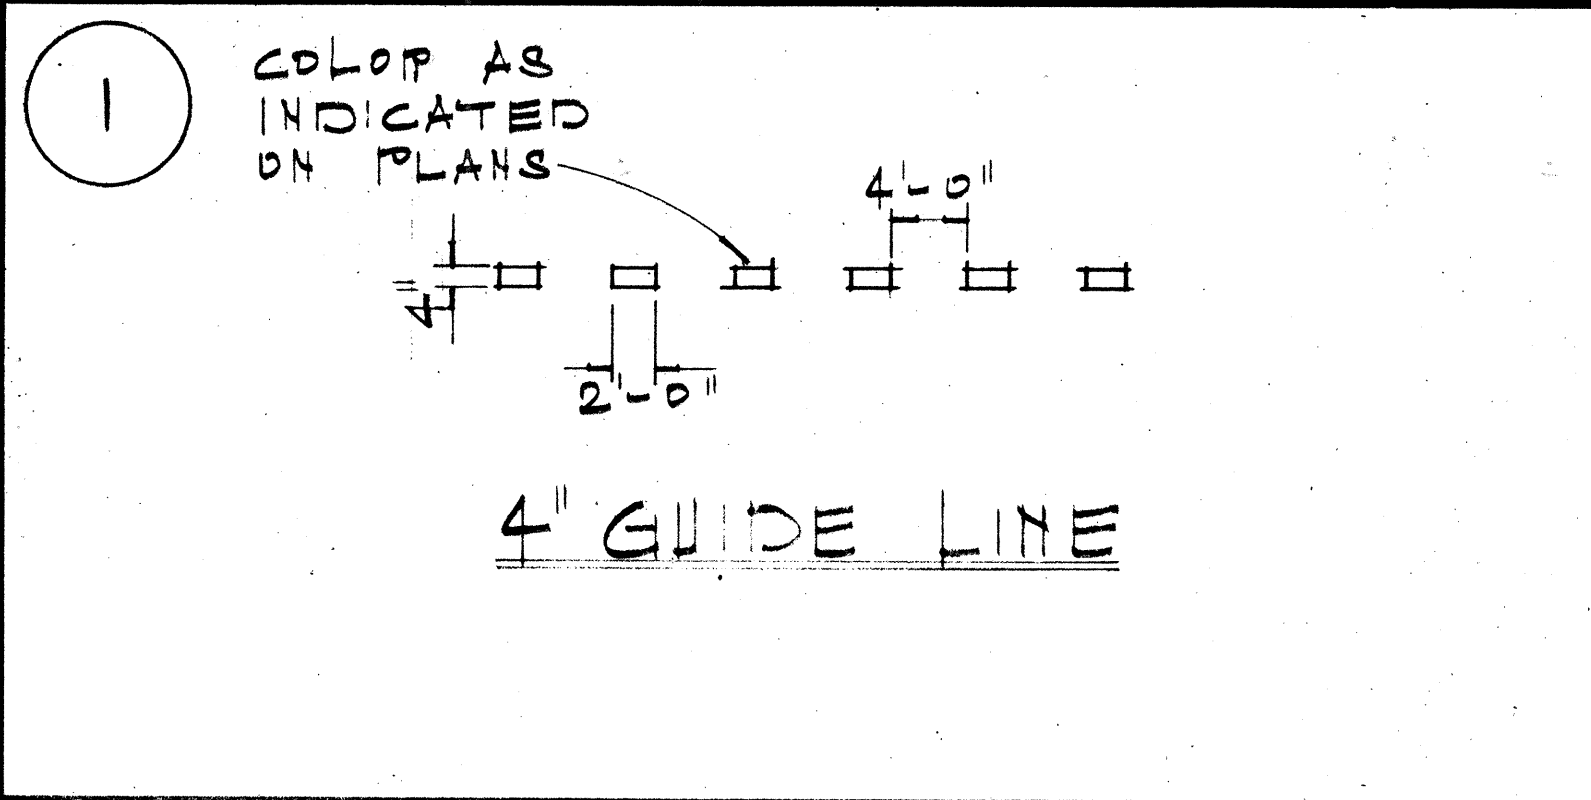 1
COLOR AS
INDICATED
ON PLANS
4'-0"
4"
2'-0"
4" GUIDE LINE